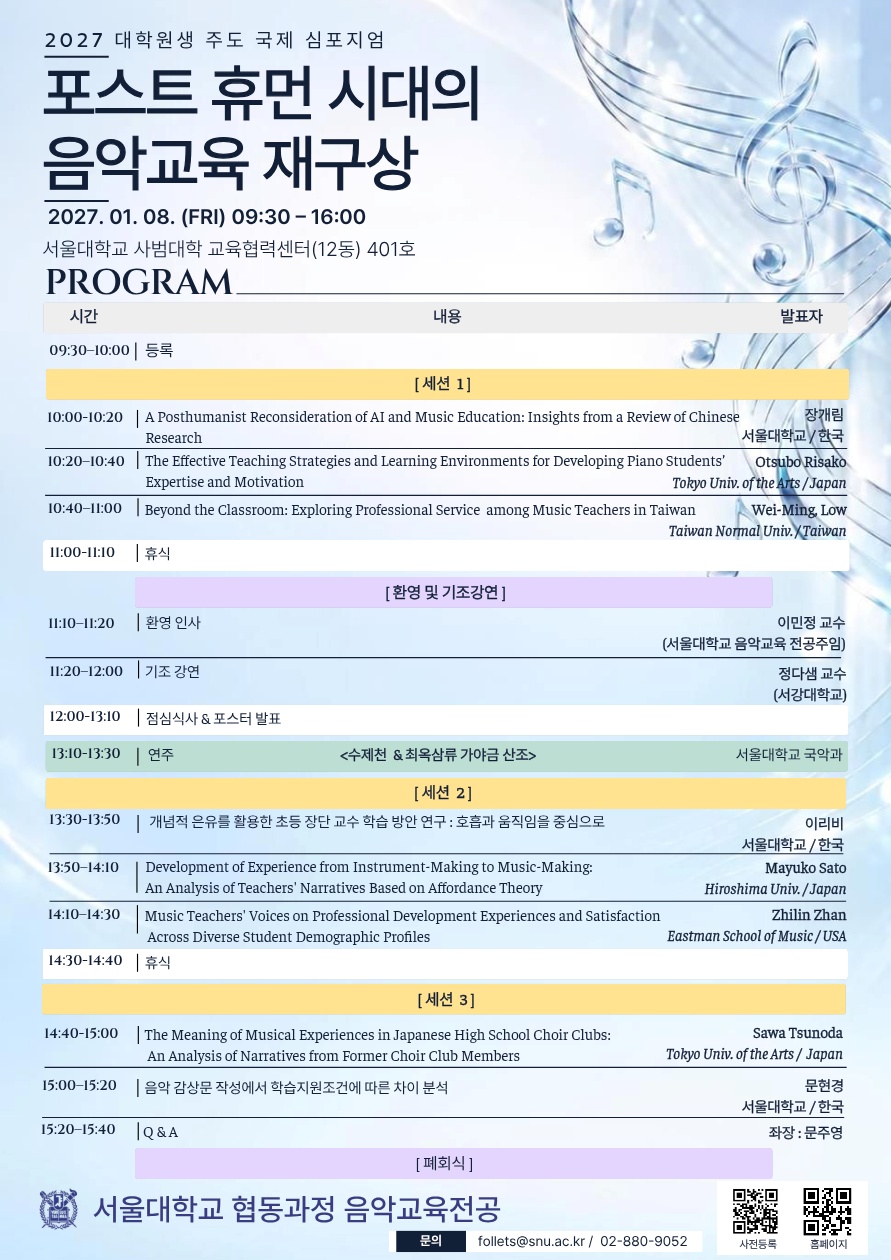 2027 대학원생 주도 국제 심포지엄
포스트 휴먼 시대의
음악교육 재구상
2027. 01. 08. (FRI) 09:30 – 16:00
서울대학교 사범대학 교육협력센터(12동) 401호
PROGRAM
시간 내용 발표자
09:30–10:00 | 등록
[ 세션 1 ]
10:00-10:20 | A Posthumanist Reconsideration of AI and Music Education: Insights from a Review of Chinese 장개림
Research 서울대학교 / 한국
10:20–10:40 | The Effective Teaching Strategies and Learning Environments for Developing Piano Students' Otsubo Risako
Expertise and Motivation Tokyo Univ. of the Arts / Japan
10:40–11:00 | Beyond the Classroom: Exploring Professional Service among Music Teachers in Taiwan Wei-Ming, Low
Taiwan Normal Univ. / Taiwan
11:00-11:10 | 휴식
[ 환영 및 기조강연 ]
11:10–11:20 | 환영 인사 이민정 교수
(서울대학교 음악교육 전공주임)
11:20–12:00 | 기조 강연 정다샘 교수
(서강대학교)
12:00-13:10 | 점심식사 & 포스터 발표
13:10-13:30 | 연주 <수제천 & 최옥삼류 가야금 산조> 서울대학교 국악과
[ 세션 2 ]
13:30-13:50 | 개념적 은유를 활용한 초등 장단 교수 학습 방안 연구 : 호흡과 움직임을 중심으로 이리비
서울대학교 / 한국
13:50–14:10 | Development of Experience from Instrument-Making to Music-Making: Mayuko Sato
An Analysis of Teachers' Narratives Based on Affordance Theory Hiroshima Univ. / Japan
14:10–14:30 | Music Teachers' Voices on Professional Development Experiences and Satisfaction Zhilin Zhan
Across Diverse Student Demographic Profiles Eastman School of Music / USA
14:30-14:40 | 휴식
[ 세션 3 ]
14:40-15:00 | The Meaning of Musical Experiences in Japanese High School Choir Clubs: Sawa Tsunoda
An Analysis of Narratives from Former Choir Club Members Tokyo Univ. of the Arts / Japan
15:00–15:20 | 음악 감상문 작성에서 학습지원조건에 따른 차이 분석 문현경
서울대학교 / 한국
15:20–15:40 | Q & A 좌장 : 문주영
[ 폐회식 ]
서울대학교 협동과정 음악교육전공
문의 follets@snu.ac.kr / 02-880-9052
사전등록 홈페이지